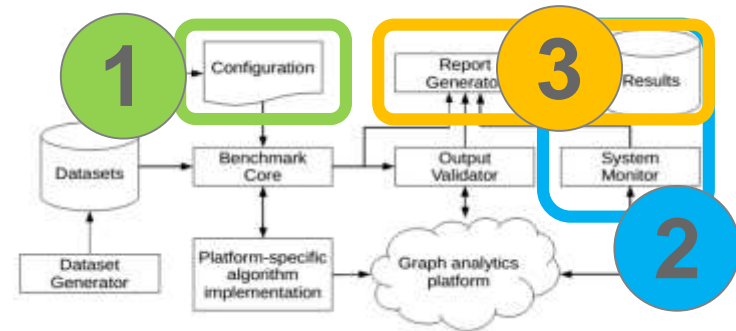 1
Configuration
Report
Generator
3
Results
Datasets
Benchmark
Core
Output
Validator
System
Monitor
Dataset
Generator
Platform-specific
algorithm
implementation
Graph analytics
platform
2